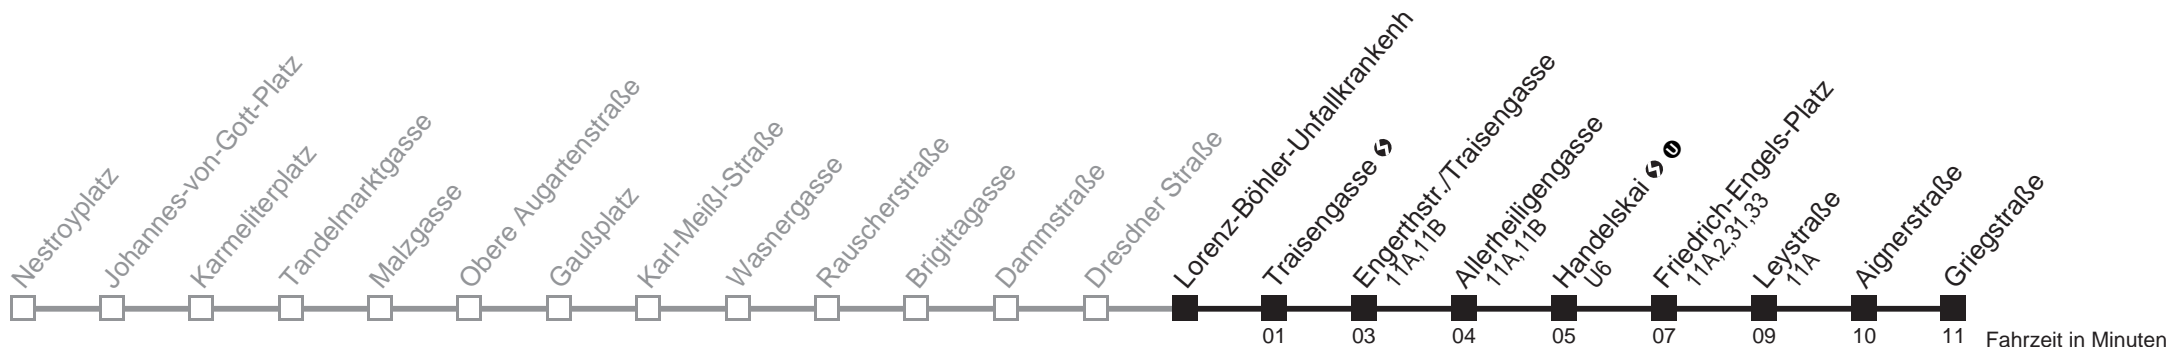 Nestroyplatz
Johannes-von-Gott-Platz
Karmeliterplatz
Tandelmarktgasse
Malzgasse
Obere Augartenstraße
Gaußplatz
Karl-Meißl-Straße
Wasnergasse
Rauscherstraße
Brigittagasse
Dammstraße
Dresdner Straße
Lorenz-Böhler-Unfallkrankenh
Traisengasse
Engerthstr./Traisengasse
11A,11B
Allerheiligengasse
11A,11B
Handelskai U
U6
Friedrich-Engels-Platz
11A,2,31,33
Leystraße
11A
Aignerstraße
Griegstraße
01 03 04 05 07 09 10 11 Fahrzeit in Minuten